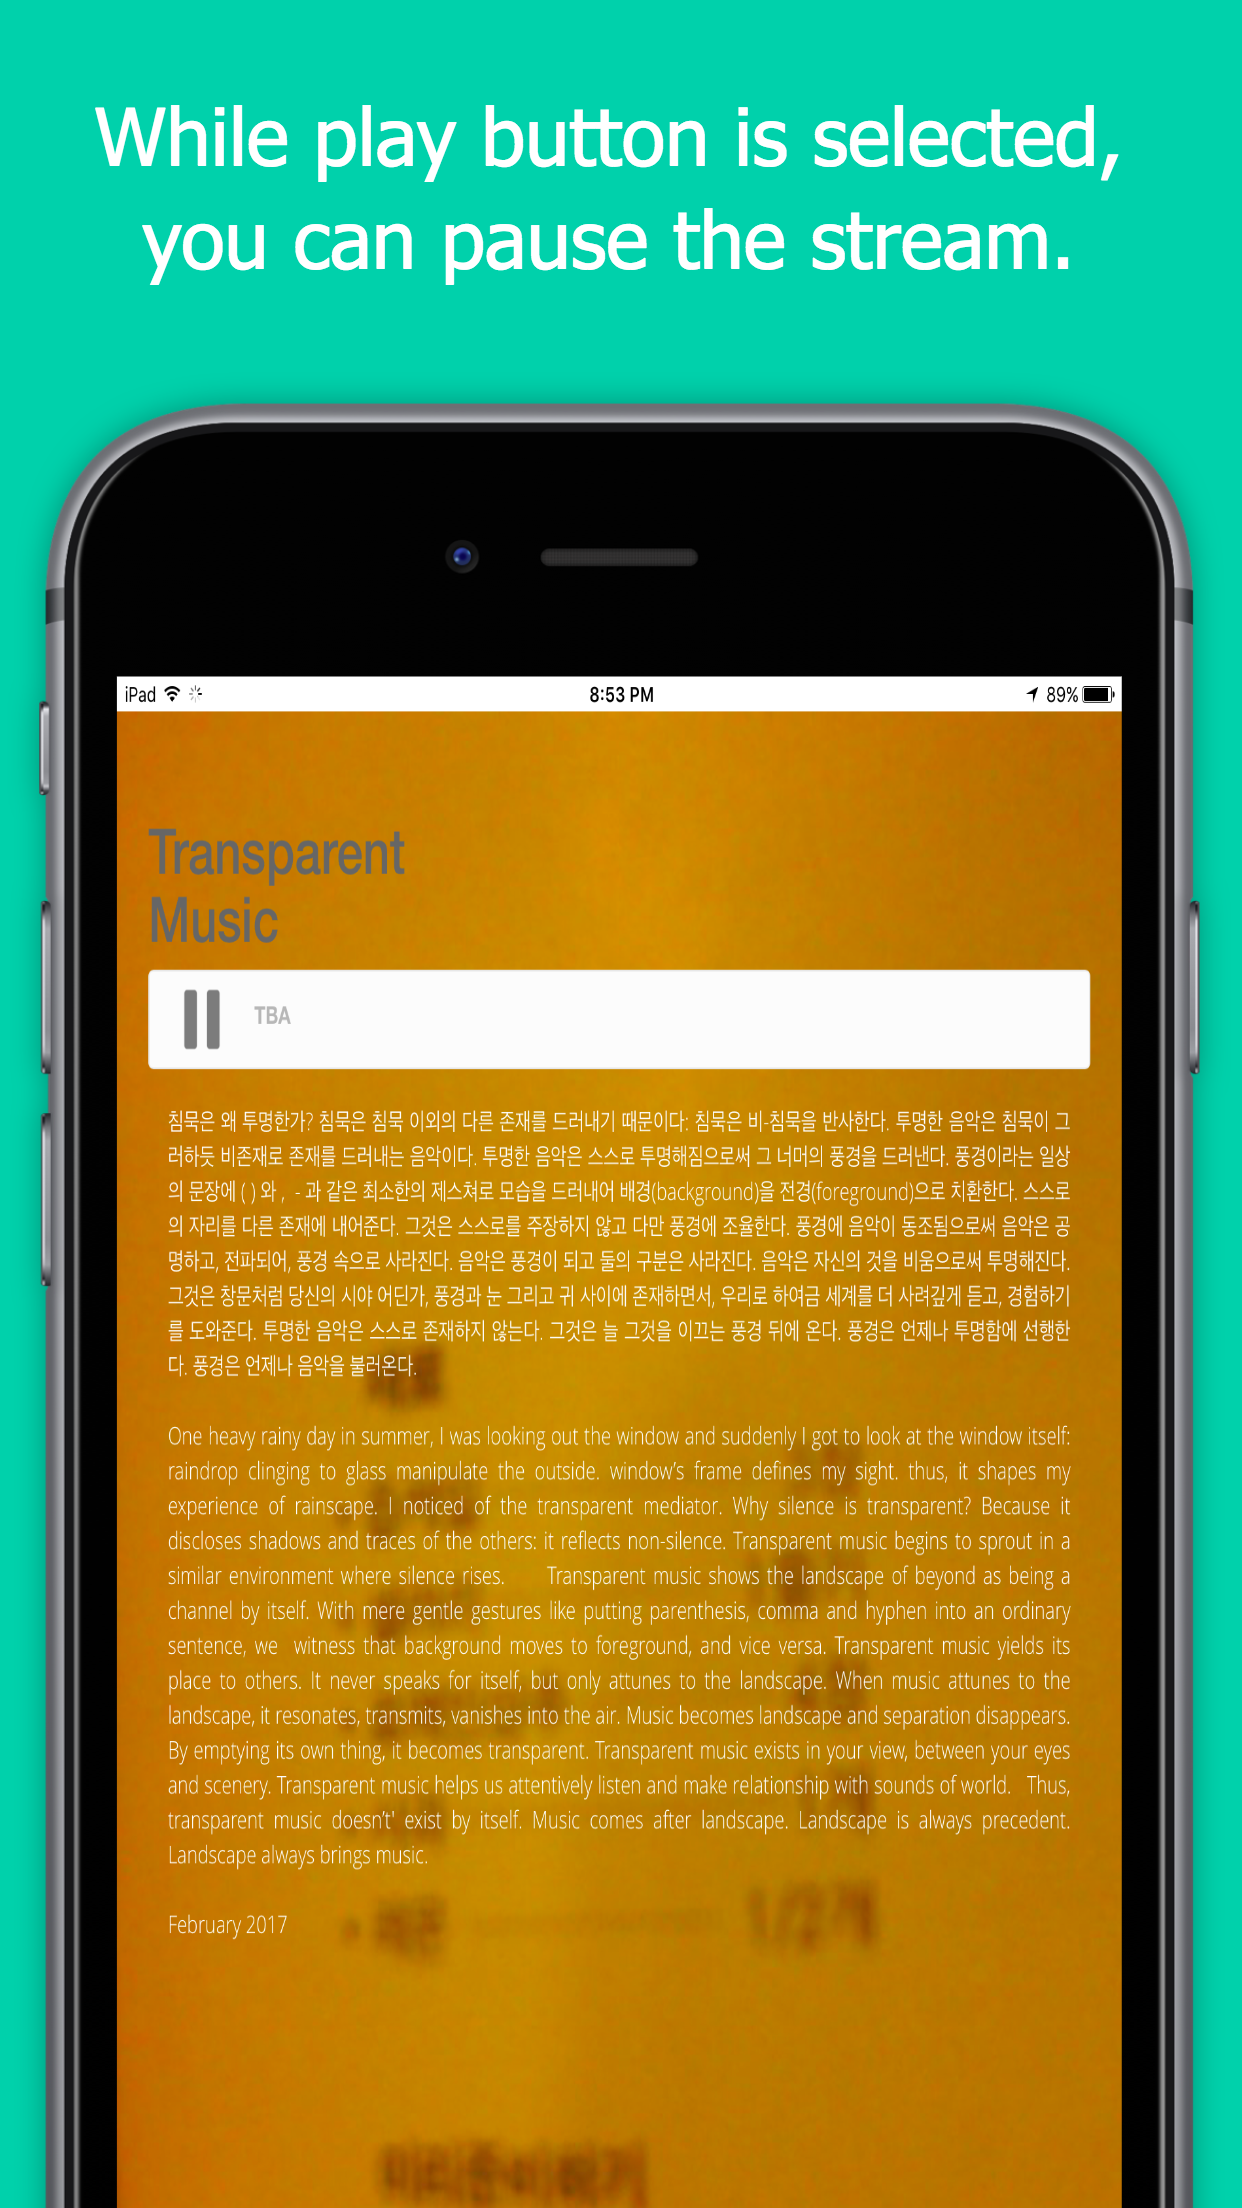 While play button is selected,
you can pause the stream.
iPad 8:53 PM 89%
Transparent
Music
TBA
침묵은 왜 투명한가? 침묵은 침묵 이외의 다른 존재를 드러내기 때문이다: 침묵은 비-침묵을 반사한다. 투명한 음악은 침묵이 그
러하듯 비존재로 존재를 드러내는 음악이다. 투명한 음악은 스스로 투명해짐으로써 그 너머의 풍경을 드러낸다. 풍경이라는 일상
의 문장에 ( ) 와 , - 과 같은 최소한의 제스쳐로 모습을 드러내어 배경(background)을 전경(foreground)으로 치환한다. 스스로
의 자리를 다른 존재에 내어준다. 그것은 스스로를 주장하지 않고 다만 풍경에 조율한다. 풍경에 음악이 동조됨으로써 음악은 공
명하고, 전파되어, 풍경 속으로 사라진다. 음악은 풍경이 되고 둘의 구분은 사라진다. 음악은 자신의 것을 비움으로써 투명해진다.
그것은 창문처럼 당신의 시야 어딘가, 풍경과 눈 그리고 귀 사이에 존재하면서, 우리로 하여금 세계를 더 사려깊게 듣고, 경험하기
를 도와준다. 투명한 음악은 스스로 존재하지 않는다. 그것은 늘 그것을 이끄는 풍경 뒤에 온다. 풍경은 언제나 투명함에 선행한
다. 풍경은 언제나 음악을 불러온다.
One heavy rainy day in summer, I was looking out the window and suddenly I got to look at the window itself:
raindrop clinging to glass manipulate the outside. window’s frame defines my sight. thus, it shapes my
experience of rainscape. I noticed of the transparent mediator. Why silence is transparent? Because it
discloses shadows and traces of the others: it reflects non-silence. Transparent music begins to sprout in a
similar environment where silence rises. Transparent music shows the landscape of beyond as being a
channel by itself. With mere gentle gestures like putting parenthesis, comma and hyphen into an ordinary
sentence, we witness that background moves to foreground, and vice versa. Transparent music yields its
place to others. It never speaks for itself, but only attunes to the landscape. When music attunes to the
landscape, it resonates, transmits, vanishes into the air. Music becomes landscape and separation disappears.
By emptying its own thing, it becomes transparent. Transparent music exists in your view, between your eyes
and scenery. Transparent music helps us attentively listen and make relationship with sounds of world. Thus,
transparent music doesn’t' exist by itself. Music comes after landscape. Landscape is always precedent.
Landscape always brings music.
February 2017
1/2개
미리준비하기